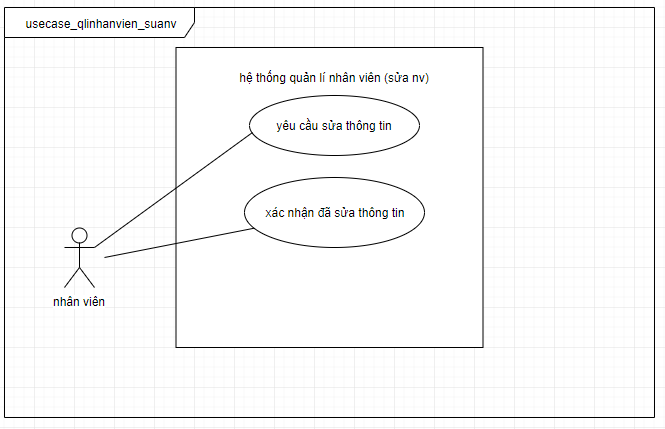 usecase_qlinhanvien_suanv
hệ thống quản lí nhân viên (sửa nv)
yêu cầu sửa thông tin
xác nhận đã sửa thông tin
nhân viên